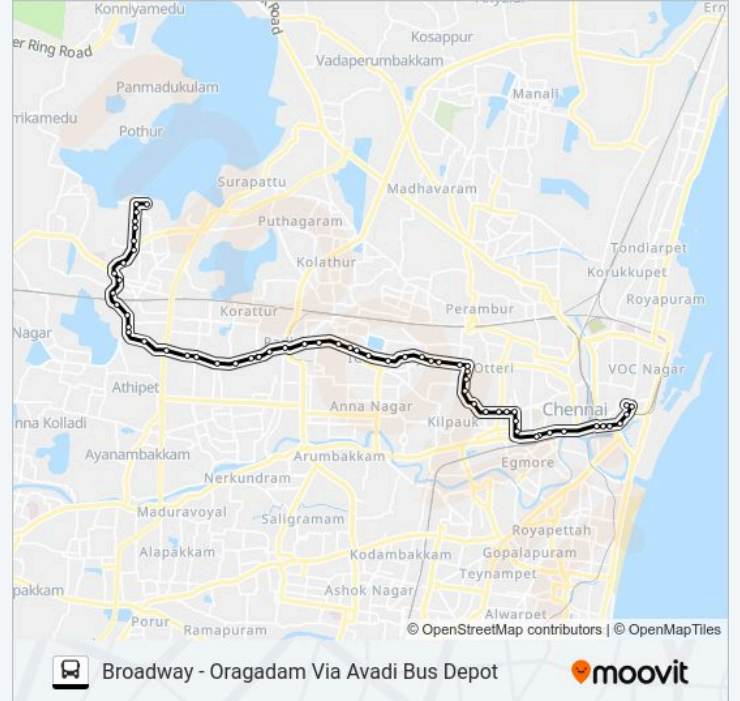 Konniyamedu
er Ring Road
Road
Kosappur
Ern
Vadaperumbakkam
Panmadukulam
Manali
rikamedu
Pothur
Surapattu
Madhavaram
Puthagaram
Tondiarpet
Kolathur
Korukkupet
Royapuram
Korattur
Perambur
Nagar
Otteri
VOC Nagar
Athipet
Anna Nagar
Chennai
nna Kolladi
Kilpauk
Ayanambakkam
Arumbakkam
Egmore
Nerkundram
Maduravoyal
Saligramam
Royapettah
Alapakkam
Kodambakkam
Gopalapuram
Teynampet
pakkam
Ashok Nagar
Alwarpet
Porur
Ramapuram
© OpenStreetMap contributors | © OpenMapTiles
Broadway - Oragadam Via Avadi Bus Depot
moovit